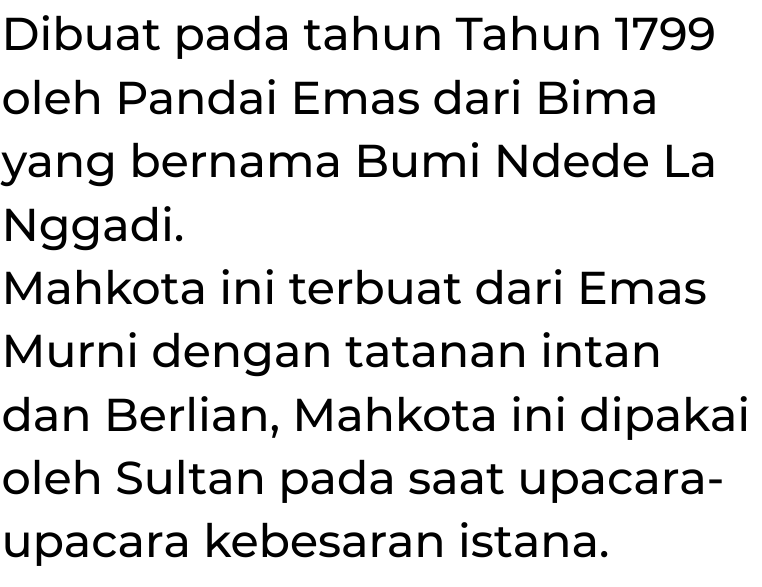 Dibuat pada tahun Tahun 1799
oleh Pandai Emas dari Bima
yang bernama Bumi Ndede La
Nggadi.
Mahkota ini terbuat dari Emas
Murni dengan tatanan intan
dan Berlian, Mahkota ini dipakai
oleh Sultan pada saat upacara-
upacara kebesaran istana.